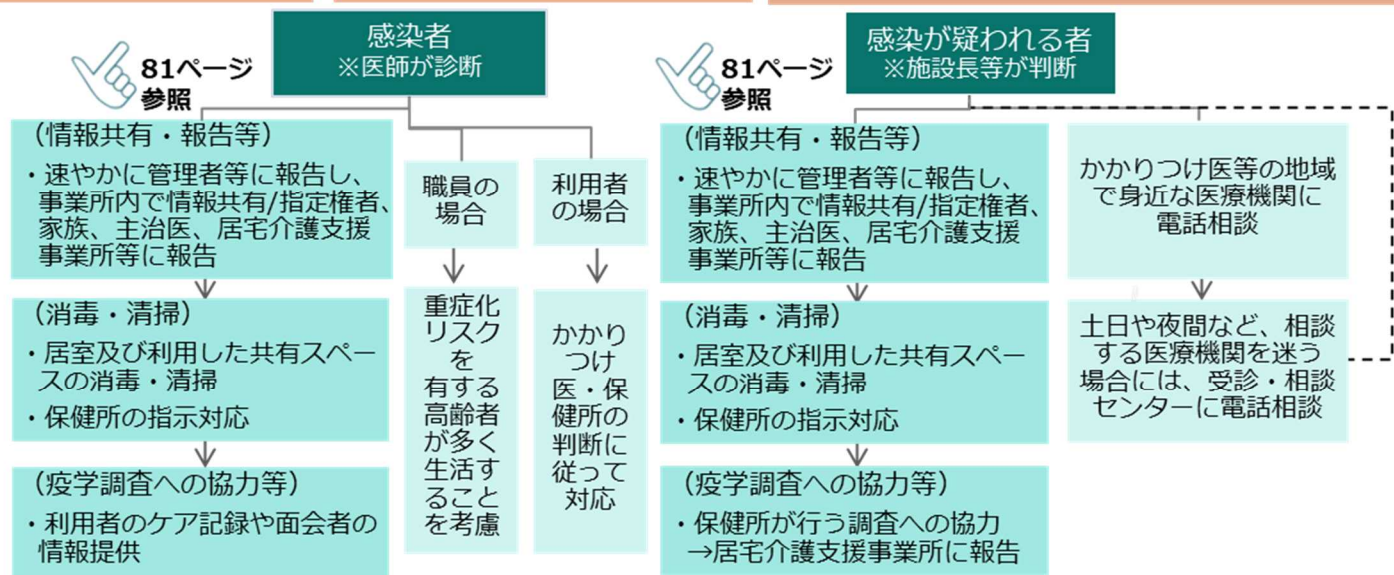 感染者
※医師が診断
81ページ
参照
(情報共有・報告等)
・速やかに管理者等に報告し、
事業所内で情報共有/指定権者、
家族、主治医、居宅介護支援
事業所等に報告
(消毒・清掃)
・居室及び利用した共有スペー
スの消毒・清掃
・保健所の指示対応
(疫学調査への協力等)
・利用者のケア記録や面会者の
情報提供
職員の
場合
重症化
リスク
を
有する
高齢者
が多く
生活す
ること
を考慮
利用者
の場合
かかり
つけ
医・保
健所の
判断に
従って
対応
感染が疑われる者
※施設長等が判断
81ページ
参照
(情報共有・報告等)
・速やかに管理者等に報告し、
事業所内で情報共有/指定権者、
家族、主治医、居宅介護支援
事業所等に報告
(消毒・清掃)
・居室及び利用した共有スペー
スの消毒・清掃
・保健所の指示対応
(疫学調査への協力等)
・保健所が行う調査への協力
→居宅介護支援事業所に報告
かかりつけ医等の地域
で身近な医療機関に
電話相談
土日や夜間など、相談
する医療機関を迷う
場合には、受診・相談
センターに電話相談